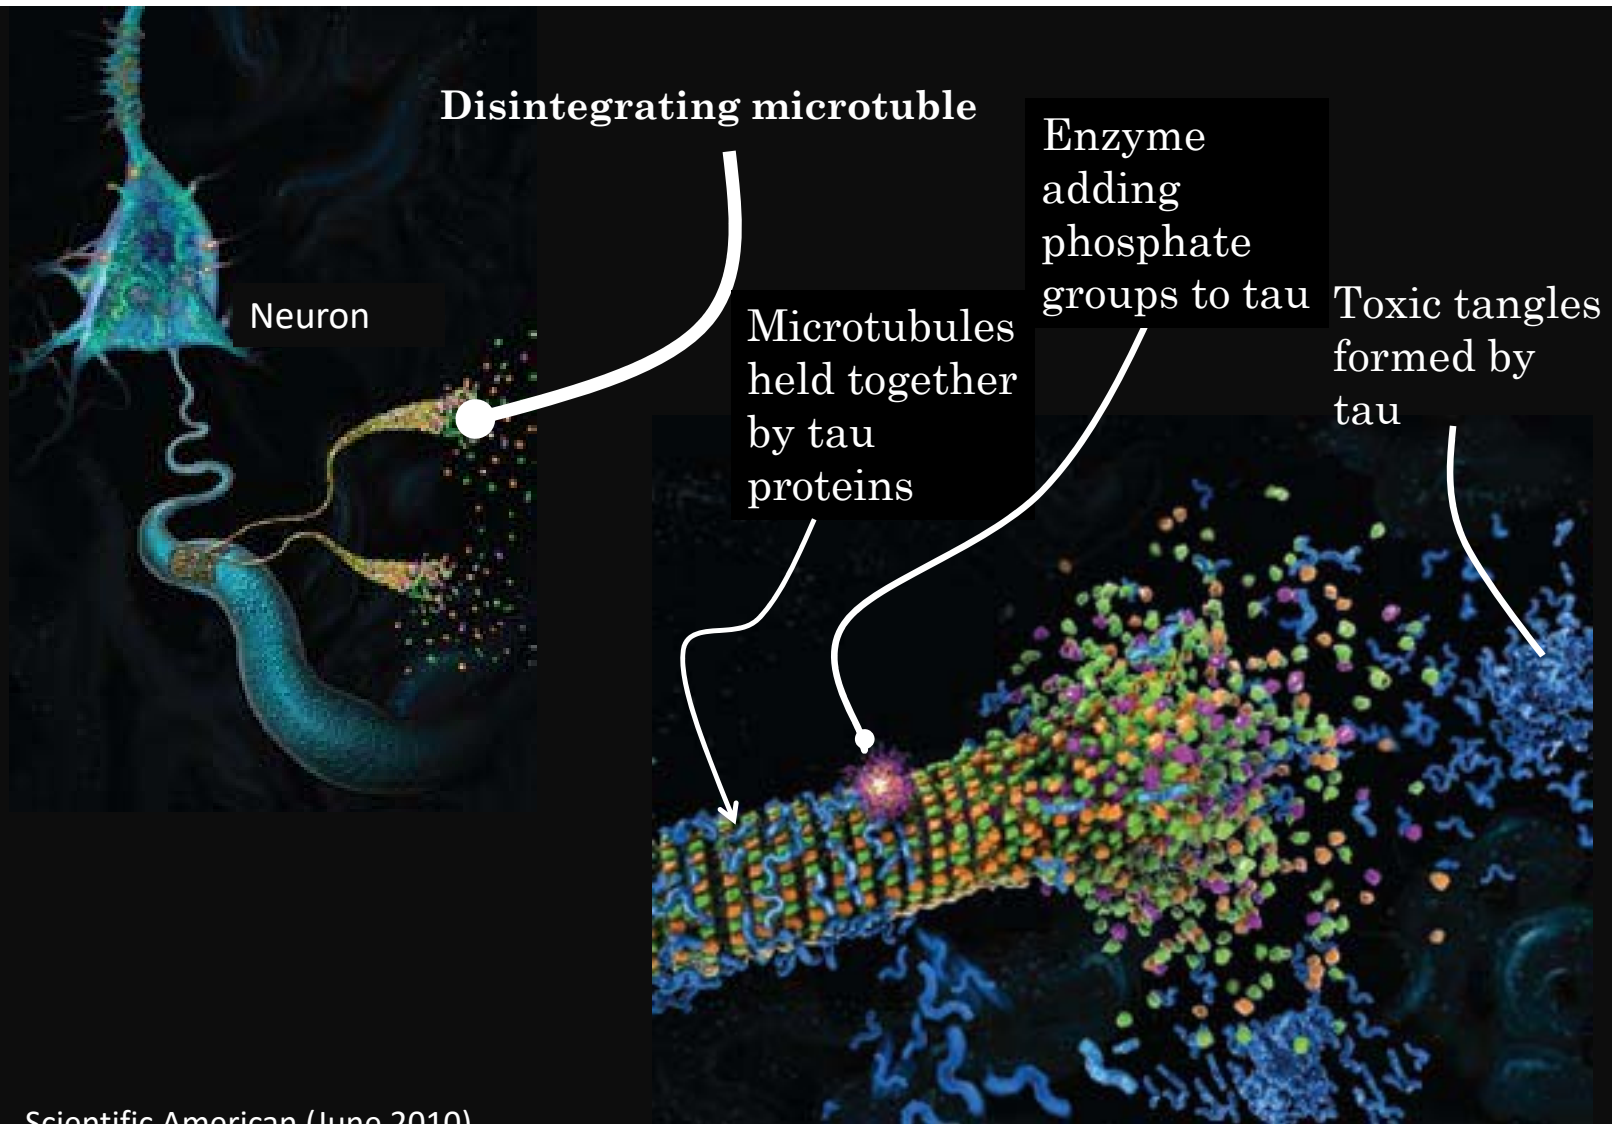 Disintegrating microtuble
Enzyme
adding
phosphate
groups to tau
Neuron
Microtubules
held together
by tau
proteins
Toxic tangles
formed by
tau
Scientific American (June 2010)